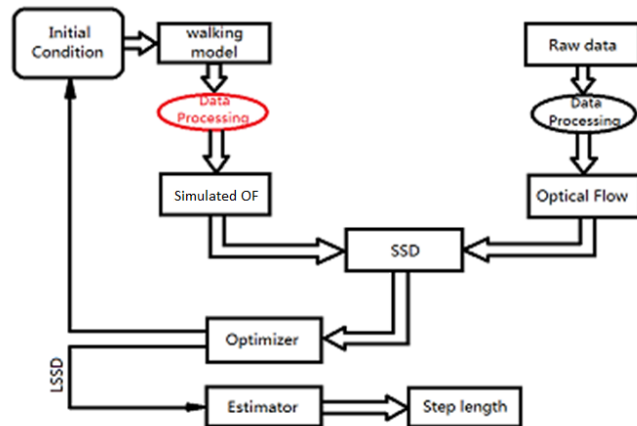 Initial
Condition
walking
model
Raw data
Data
Processing
Data
Processing
Simulated OF
Optical Flow
SSD
Optimizer
LSSD
Estimator
Step length